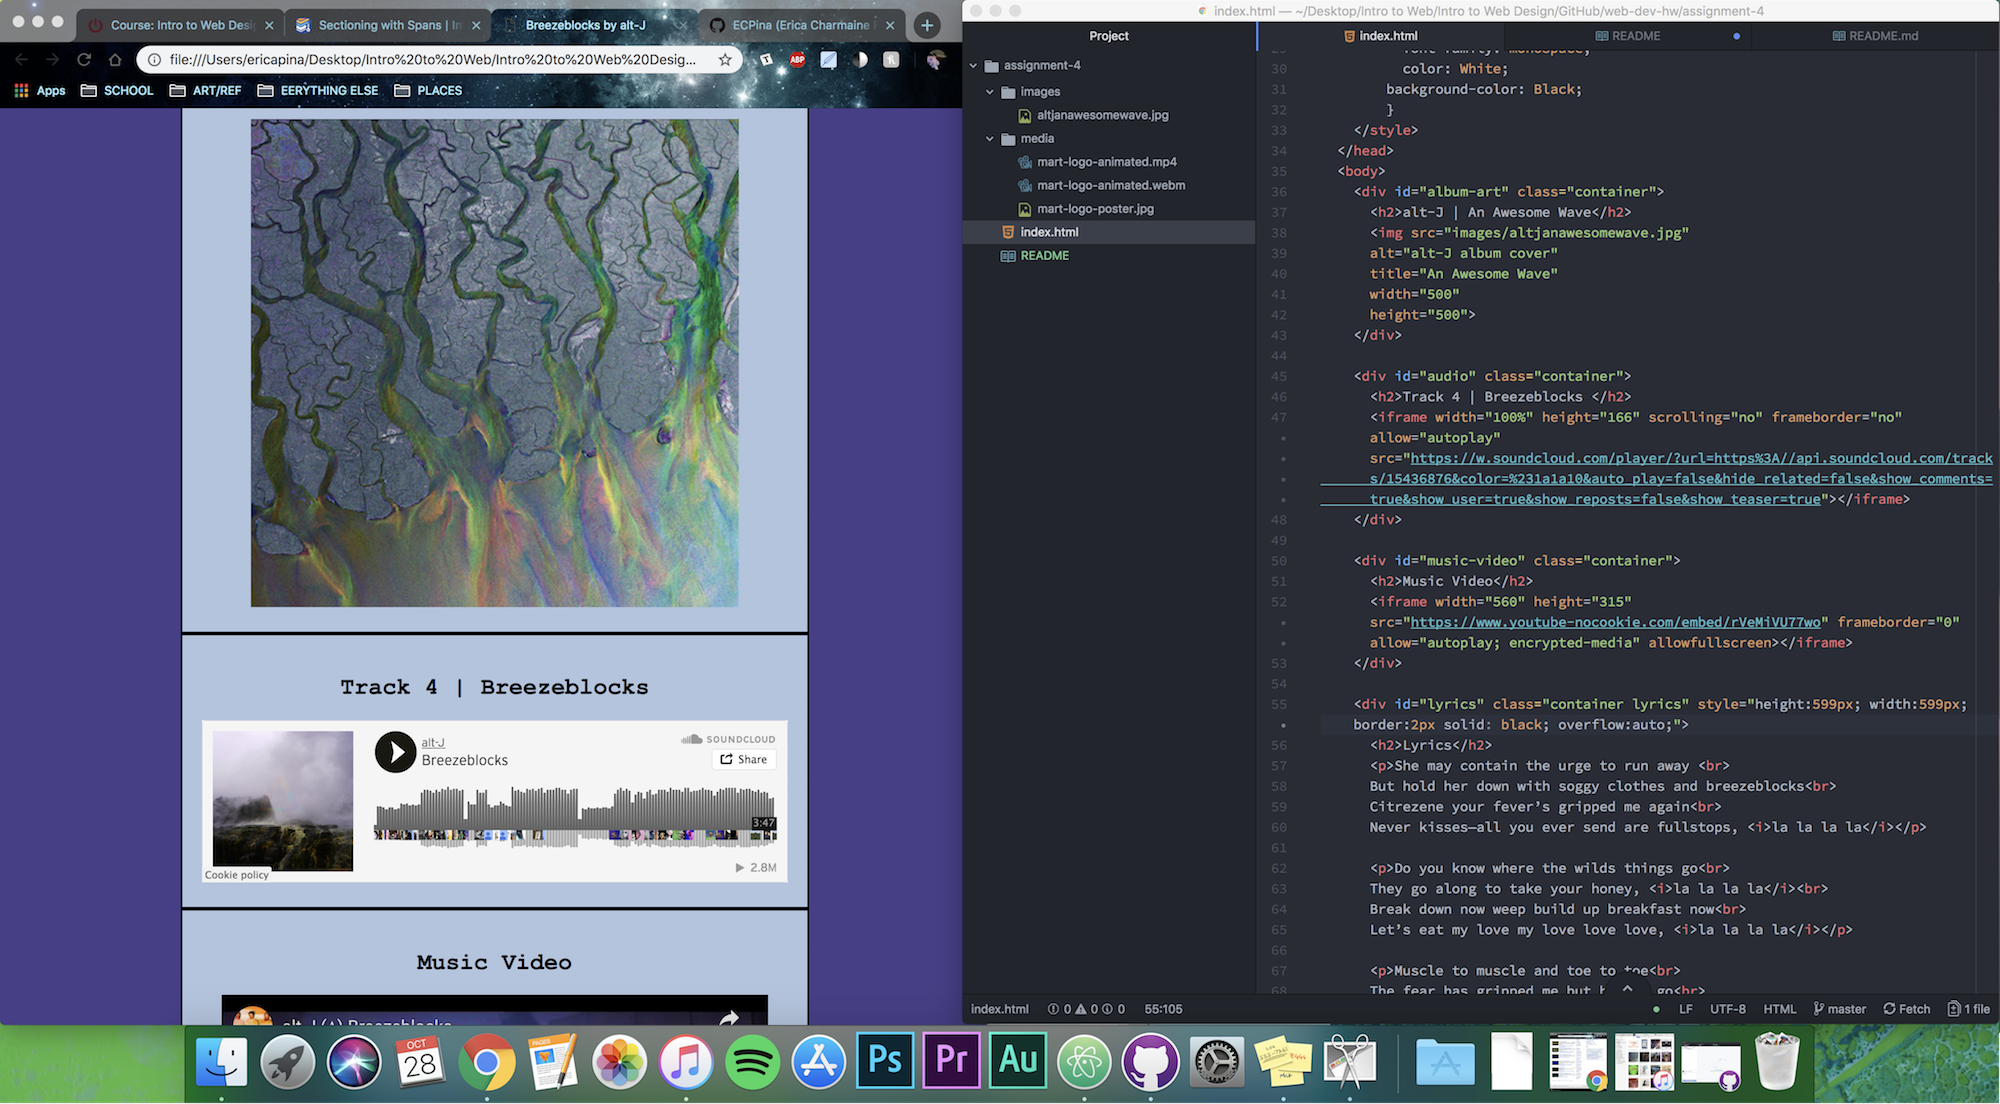 Course: Intro to Web Desi
Sectioning with Spans | In
Breezeblocks by alt-J
ECPina (Erica Charmaine
file:///Users/ericapina/Desktop/Intro%20to%20Web/Intro%20to%20Web%20Desig...
ABP
Apps
SCHOOL
ART/REF
EERYTHING ELSE
PLACES
Track 4 | Breezeblocks
alt-J
Breezeblocks
SOUNDCLOUD
Share
3:47
2.8M
Cookie policy
Music Video
index.html — ~/Desktop/Intro to Web/Intro to Web Design/GitHub/web-dev-hw/assignment-4
Project
index.html
README
README.md
assignment-4
images
altjanawesomewave.jpg
media
mart-logo-animated.mp4
mart-logo-animated.webm
mart-logo-poster.jpg
index.html
README
30 color: White;
31 background-color: Black;
32 }
33 </style>
34 </head>
35 <body>
36 <div id="album-art" class="container">
37 <h2>alt-J | An Awesome Wave</h2>
38 <img src="images/altjanawesomewave.jpg"
39 alt="alt-J album cover"
40 title="An Awesome Wave"
41 width="500"
42 height="500">
43 </div>
44
45 <div id="audio" class="container">
46 <h2>Track 4 | Breezeblocks </h2>
47 <iframe width="100%" height="166" scrolling="no" frameborder="no"
allow="autoplay"
src="https://w.soundcloud.com/player/?url=https%3A//api.soundcloud.com/track
s/15436876&color=%231a1a10&auto_play=false&hide_related=false&show_comments=
true&show_user=true&show_reposts=false&show_teaser=true"></iframe>
48 </div>
49
50 <div id="music-video" class="container">
51 <h2>Music Video</h2>
52 <iframe width="560" height="315"
src="https://www.youtube-nocookie.com/embed/rVeMiVU77wo" frameborder="0"
allow="autoplay; encrypted-media" allowfullscreen></iframe>
53 </div>
54
55 <div id="lyrics" class="container lyrics" style="height:599px; width:599px;
border:2px solid: black; overflow:auto;">
56 <h2>Lyrics</h2>
57 <p>She may contain the urge to run away <br>
58 But hold her down with soggy clothes and breezeblocks<br>
59 Citrezene your fever’s gripped me again<br>
60 Never kisses—all you ever send are fullstops, <i>la la la la</i></p>
61
62 <p>Do you know where the wilds things go<br>
63 They go along to take your honey, <i>la la la la</i><br>
64 Break down now weep build up breakfast now<br>
65 Let’s eat my love my love love love, <i>la la la la</i></p>
66
67 <p>Muscle to muscle and toe to toe<br>
68 The fear has gripped me but h go<br>
index.html 0 0 0 55:105
LF UTF-8 HTML master Fetch 1 file
OCT
28
PAGES
Ps
Pr
Au